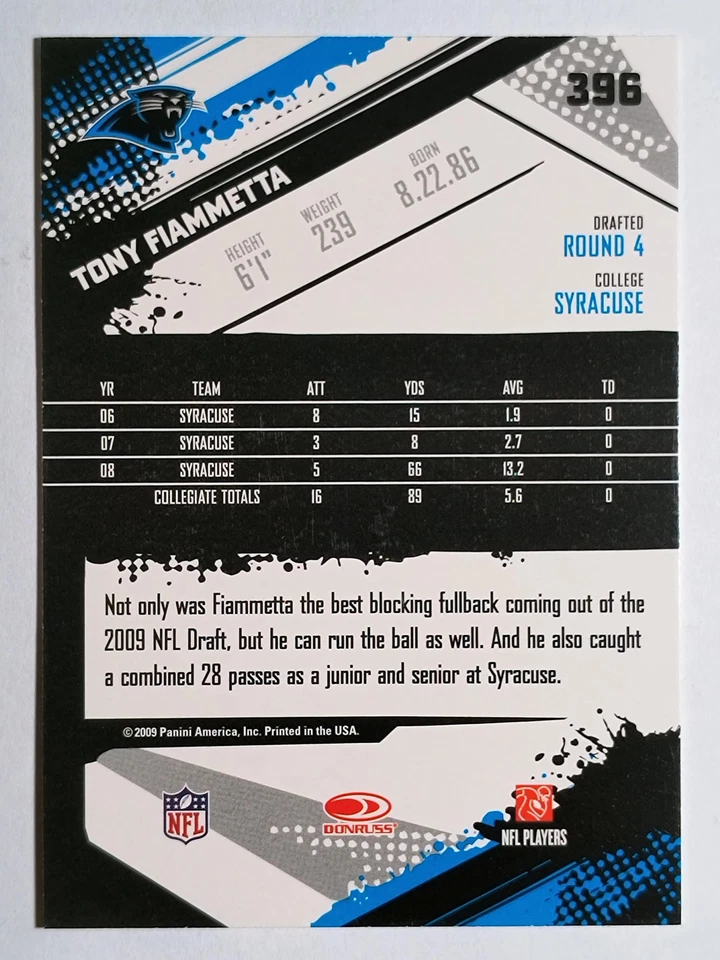 396
TONY FIAMMETTA
HEIGHT
6'1"
WEIGHT
239
BORN
8.22.86
DRAFTED
ROUND 4
COLLEGE
SYRACUSE
YR TEAM ATT YDS AVG TD
06 SYRACUSE 8 15 1.9 0
07 SYRACUSE 3 8 2.7 0
08 SYRACUSE 5 66 13.2 0
COLLEGIATE TOTALS 16 89 5.6 0
Not only was Fiammetta the best blocking fullback coming out of the
2009 NFL Draft, but he can run the ball as well. And he also caught
a combined 28 passes as a junior and senior at Syracuse.
© 2009 Panini America, Inc. Printed in the USA.
NFL
DONRUSS
NFL PLAYERS